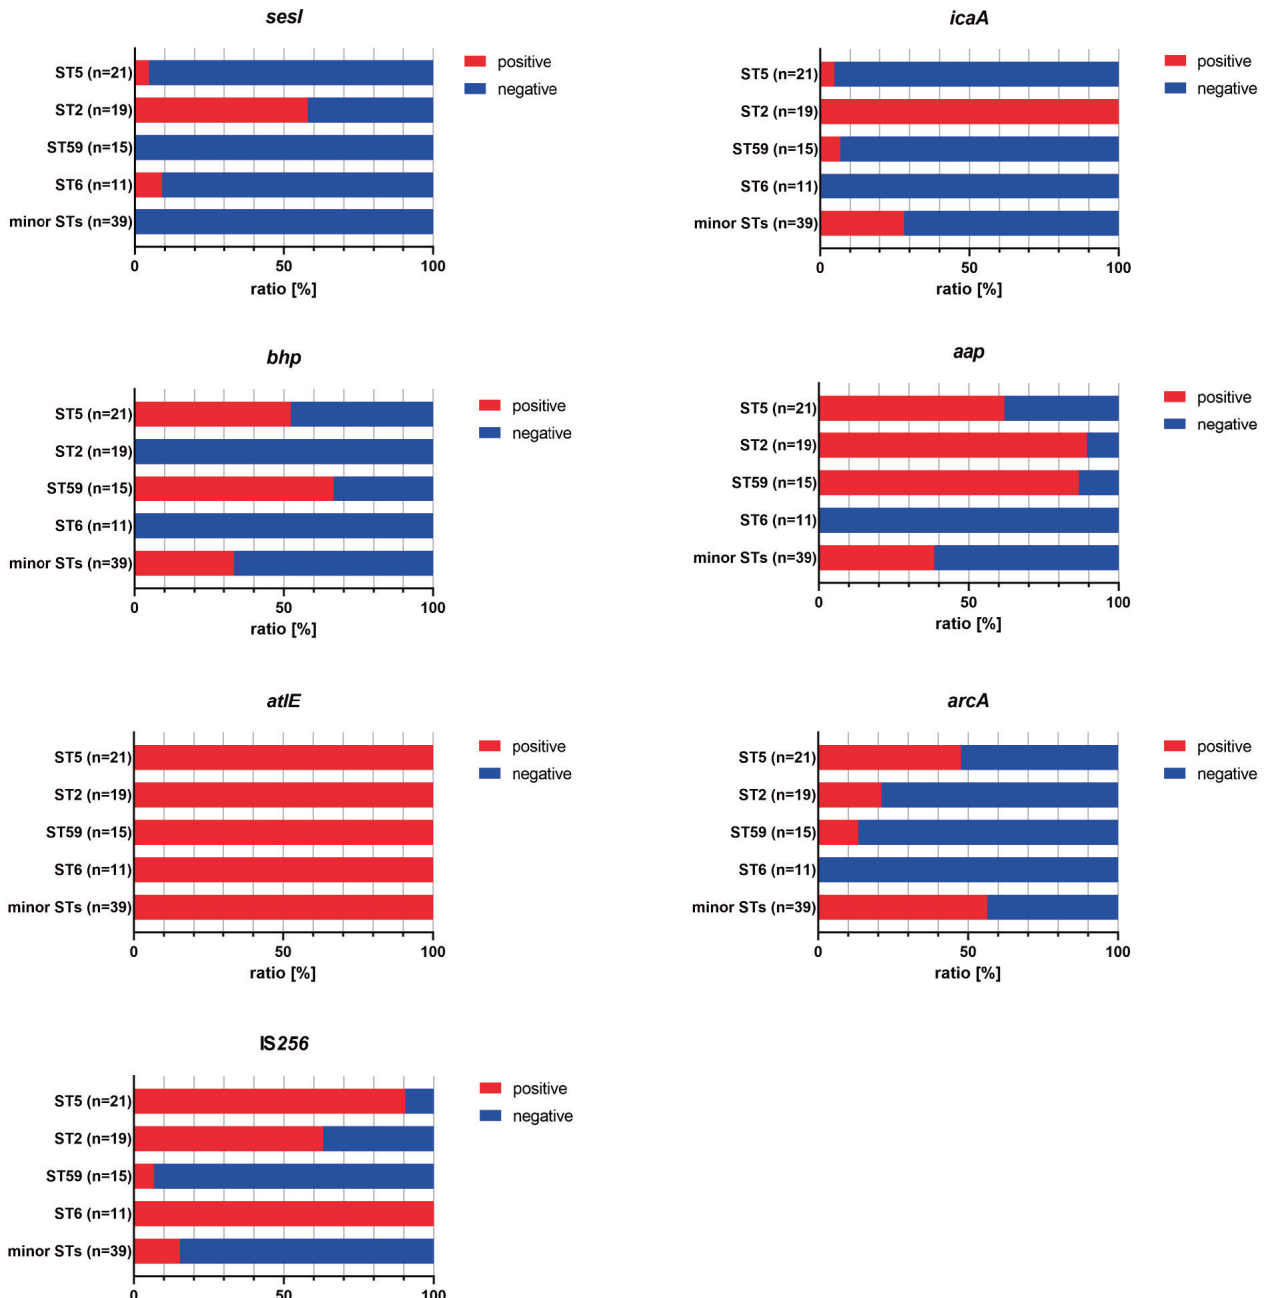 sesI
ST5 (n=21)
ST2 (n=19)
ST59 (n=15)
ST6 (n=11)
minor STs (n=39)
0 50 100
ratio [%]
positive
negative
icaA
ST5 (n=21)
ST2 (n=19)
ST59 (n=15)
ST6 (n=11)
minor STs (n=39)
0 50 100
ratio [%]
positive
negative
bhp
ST5 (n=21)
ST2 (n=19)
ST59 (n=15)
ST6 (n=11)
minor STs (n=39)
0 50 100
ratio [%]
positive
negative
aap
ST5 (n=21)
ST2 (n=19)
ST59 (n=15)
ST6 (n=11)
minor STs (n=39)
0 50 100
ratio [%]
positive
negative
atlE
ST5 (n=21)
ST2 (n=19)
ST59 (n=15)
ST6 (n=11)
minor STs (n=39)
0 50 100
ratio [%]
positive
negative
arcA
ST5 (n=21)
ST2 (n=19)
ST59 (n=15)
ST6 (n=11)
minor STs (n=39)
0 50 100
ratio [%]
positive
negative
IS256
ST5 (n=21)
ST2 (n=19)
ST59 (n=15)
ST6 (n=11)
minor STs (n=39)
0 50 100
positive
negative